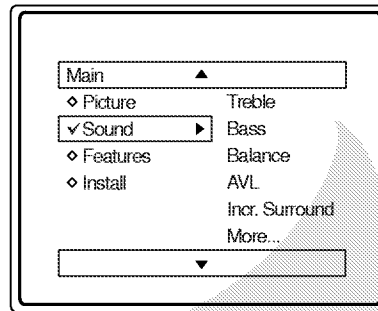 Main
Picture
Treble
Sound
Bass
Features
Balance
Install
AVL
Incr. Surround
More...